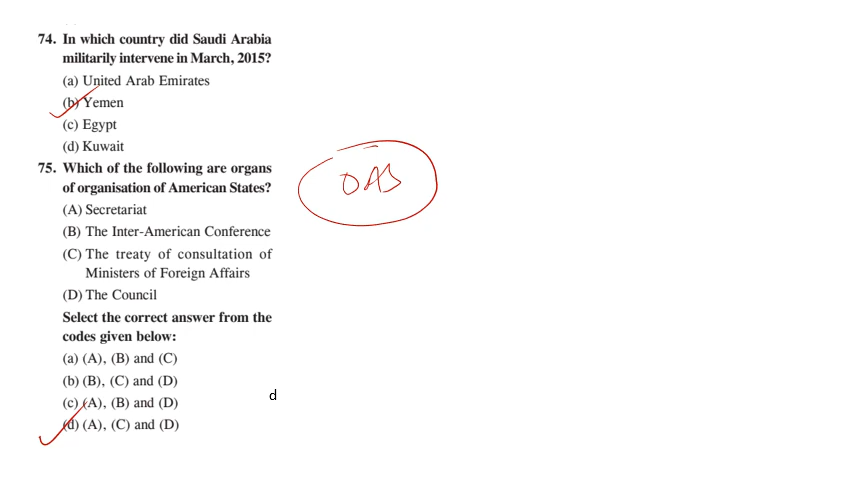 74. In which country did Saudi Arabia
militarily intervene in March, 2015?
(a) United Arab Emirates
(b) Yemen
(c) Egypt
(d) Kuwait
75. Which of the following are organs
of organisation of American States?
(A) Secretariat
(B) The Inter-American Conference
(C) The treaty of consultation of
Ministers of Foreign Affairs
(D) The Council
Select the correct answer from the
codes given below:
(a) (A), (B) and (C)
(b) (B), (C) and (D)
(c) (A), (B) and (D)
(d) (A), (C) and (D)
OAS
d